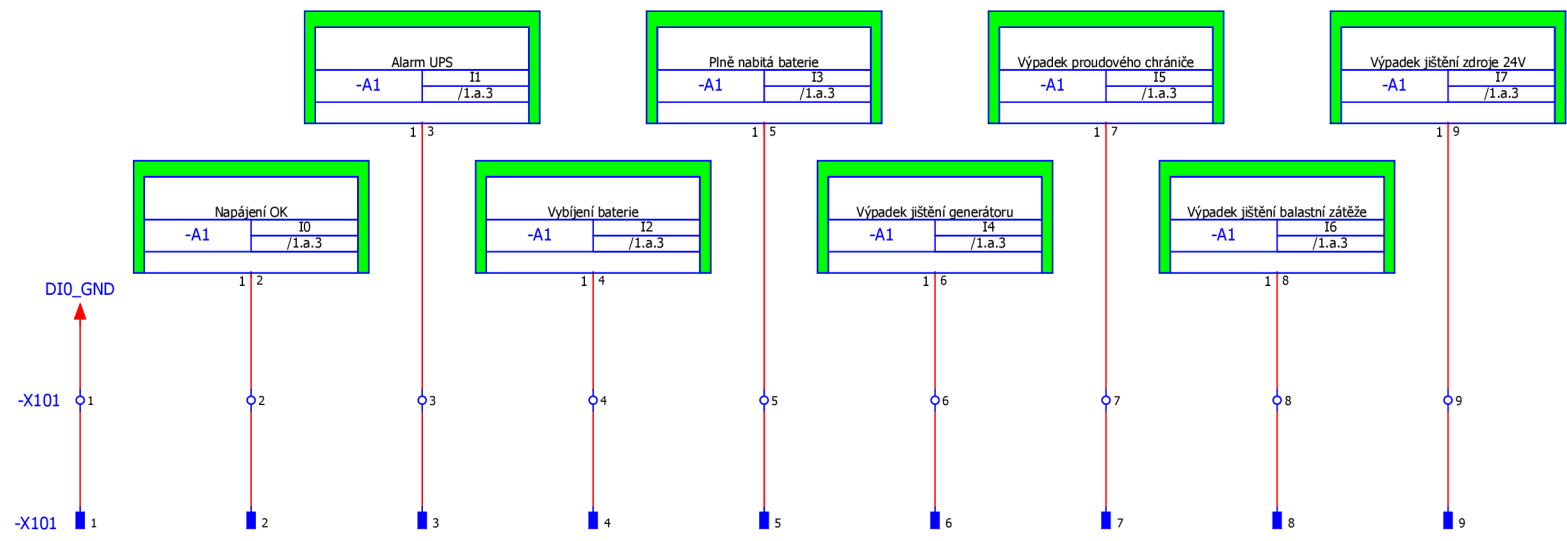 Alarm UPS
-A1
I1
/1.a.3
1 3
Plně nabitá baterie
-A1
I3
/1.a.3
1 5
Výpadek proudového chrániče
-A1
I5
/1.a.3
1 7
Výpadek jištění zdroje 24V
-A1
I7
/1.a.3
1 9
Napájení OK
-A1
I0
/1.a.3
1 2
Vybíjení baterie
-A1
I2
/1.a.3
1 4
Výpadek jištění generátoru
-A1
I4
/1.a.3
1 6
Výpadek jištění balastní zátěže
-A1
I6
/1.a.3
1 8
DI0_GND
-X101 1 2 3 4 5 6 7 8 9
-X101 1 2 3 4 5 6 7 8 9